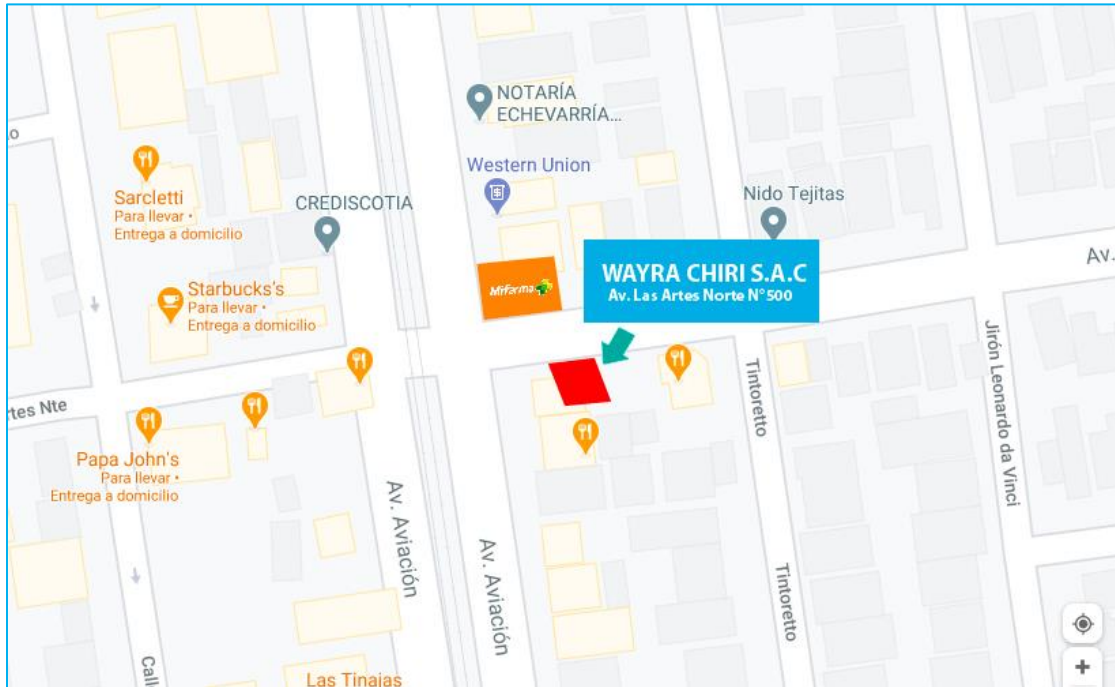 NOTARÍA
ECHEVARRÍA...
Western Union
Sarcletti
Para llevar •
Entrega a domicilio
CREDISCOTIA
Nido Tejitas
WAYRA CHIRI S.A.C
Av. Las Artes Norte N° 500
Av.
Mifarma
Starbucks's
Para llevar •
Entrega a domicilio
rtes Nte
Papa John's
Para llevar •
Entrega a domicilio
Tintoretto
Jirón Leonardo da Vinci
Av. Aviación
Av. Aviación
Tintoretto
Call
Las Tinajas
+